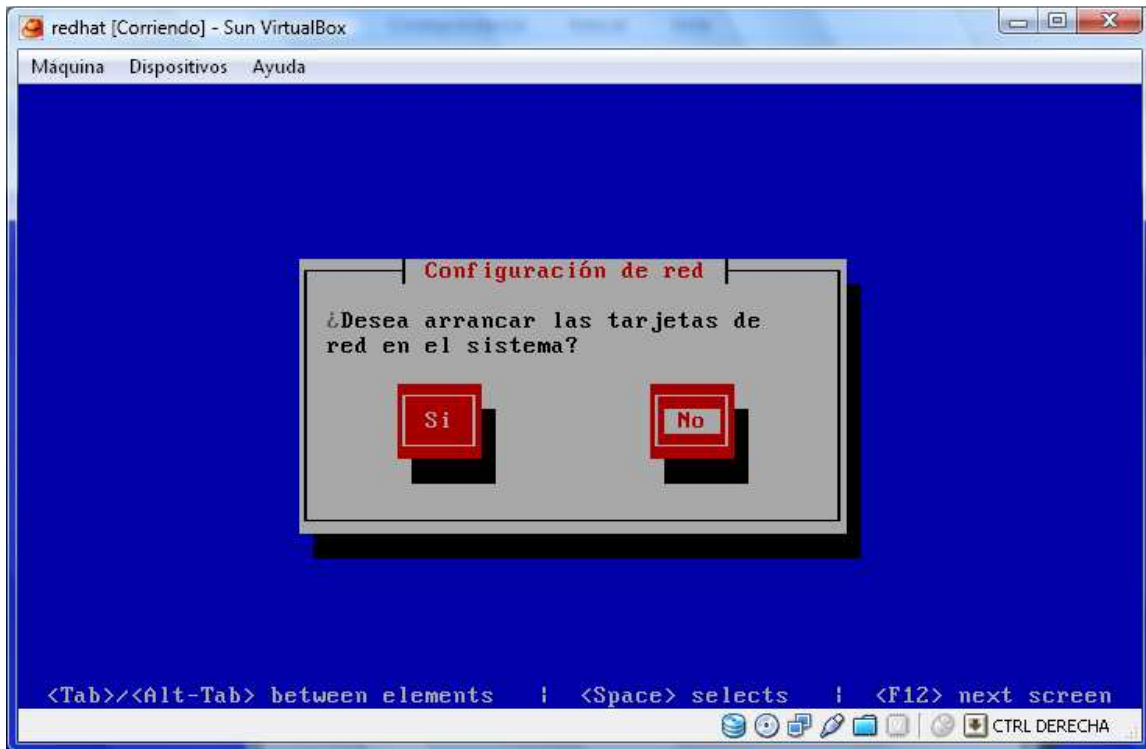 redhat [Corriendo] - Sun VirtualBox
Máquina Dispositivos Ayuda
Configuración de red
¿Desea arrancar las tarjetas de
red en el sistema?
Si No
<Tab>/<Alt-Tab> between elements | <Space> selects | <F12> next screen
CTRL DERECHA